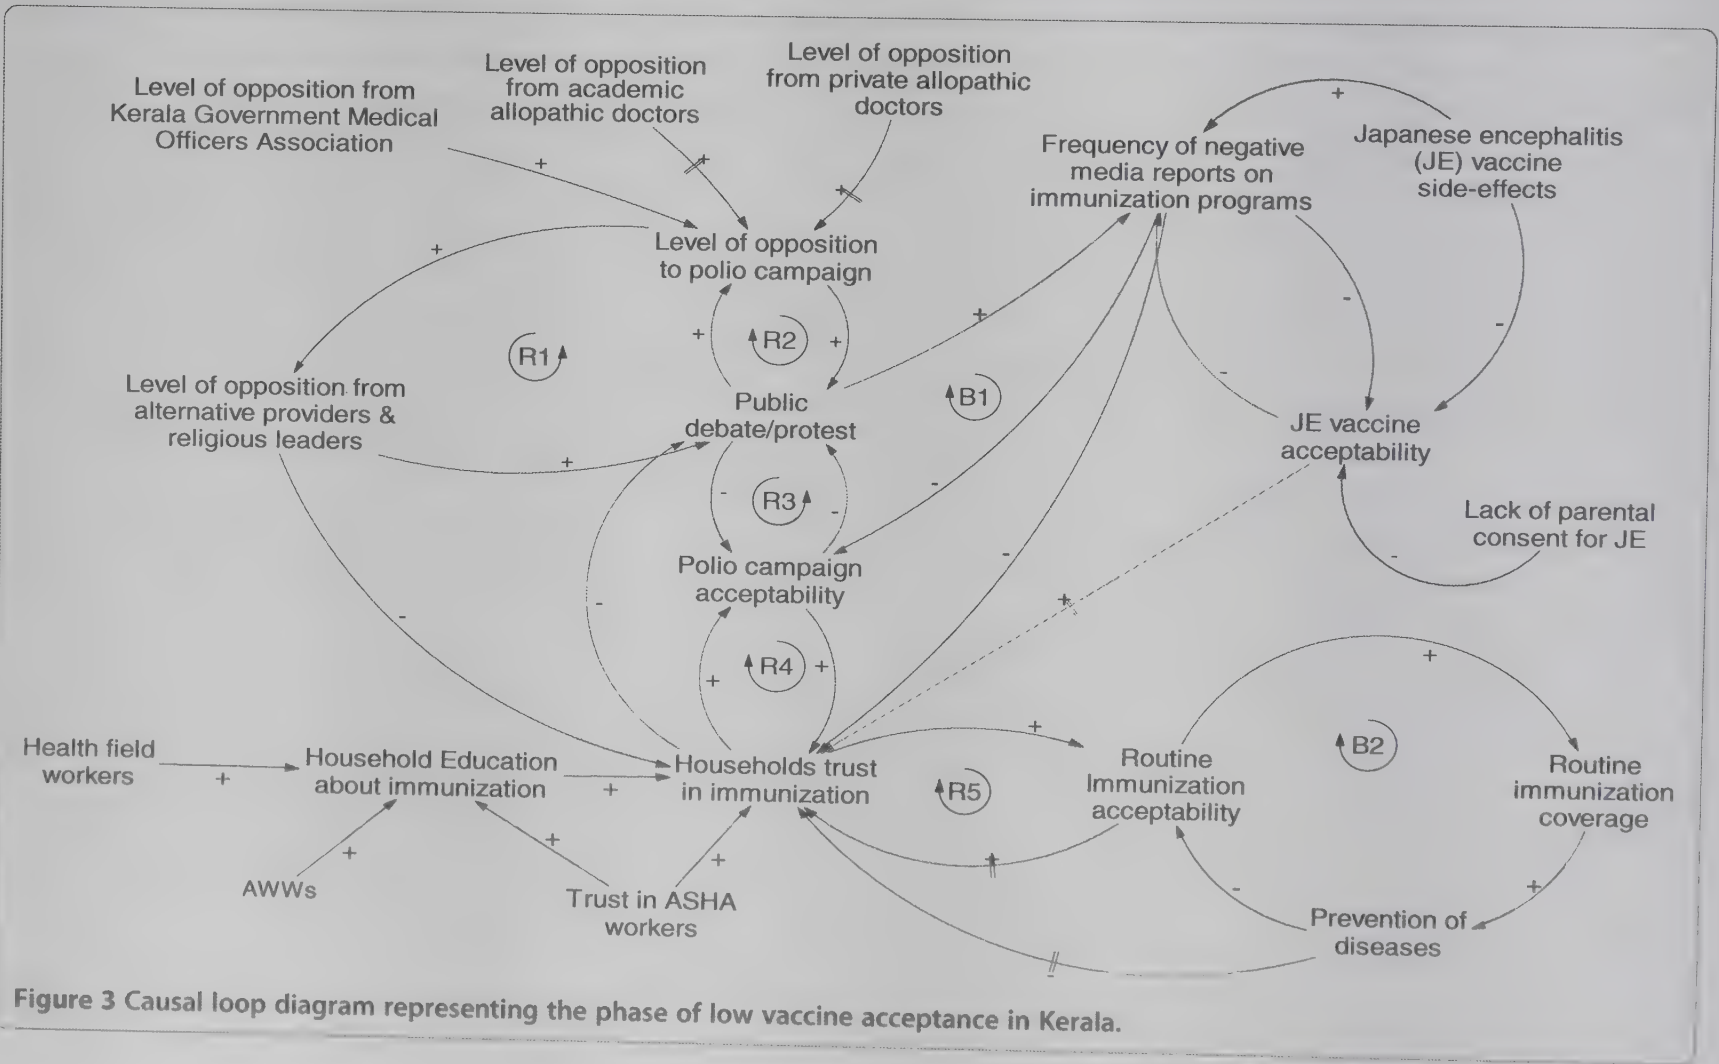 Level of opposition from
Kerala Government Medical
Officers Association
Level of opposition
from academic
allopathic doctors
Level of opposition
from private allopathic
doctors
Frequency of negative
media reports on
immunization programs
Japanese encephalitis
(JE) vaccine
side-effects
+
+
+
+
Level of opposition
to polio campaign
+
+
R2
+
+
-
-
R1
B1
-
Level of opposition from
alternative providers &
religious leaders
Public
debate/protest
JE vaccine
acceptability
+
-
R3
-
-
Lack of parental
consent for JE
-
-
Polio campaign
acceptability
-
-
+
+
R4
+
+
+
B2
Health field
workers
+
Household Education
about immunization
+
Households trust
in immunization
R5
Routine
Immunization
acceptability
Routine
immunization
coverage
+
+
+
+
-
+
AWWs
Trust in ASHA
workers
Prevention of
diseases
-
Figure 3 Causal loop diagram representing the phase of low vaccine acceptance in Kerala.